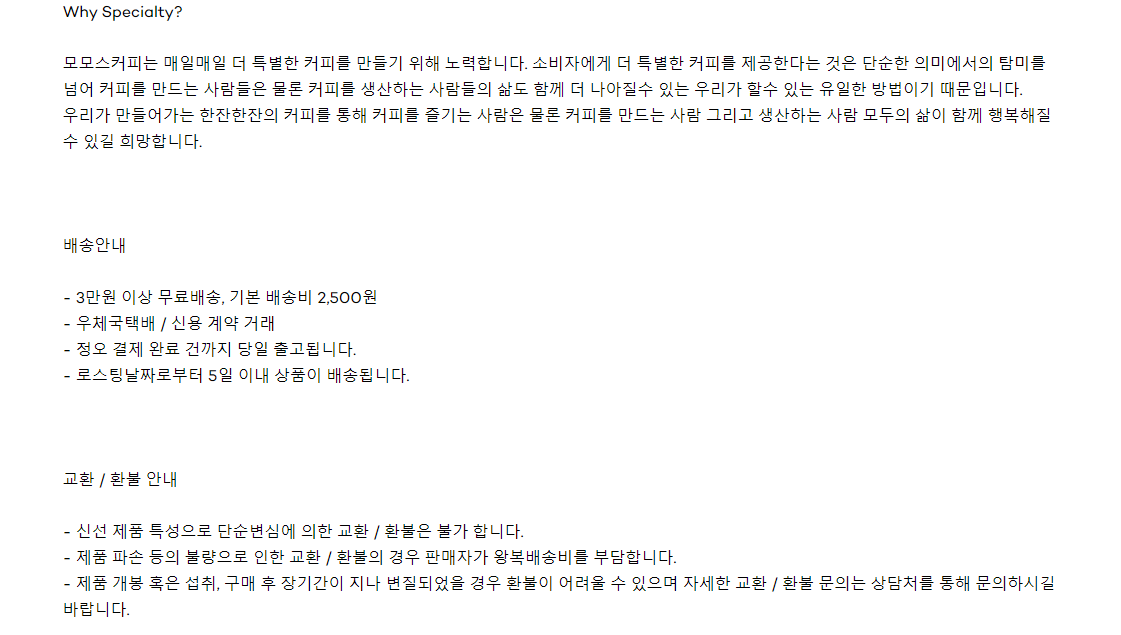 Why Specialty?
모모스커피는 매일매일 더 특별한 커피를 만들기 위해 노력합니다. 소비자에게 더 특별한 커피를 제공한다는 것은 단순한 의미에서의 탐미를
넘어 커피를 만드는 사람들은 물론 커피를 생산하는 사람들의 삶도 함께 더 나아질수 있는 우리가 할수 있는 유일한 방법이기 때문입니다.
우리가 만들어가는 한잔한잔의 커피를 통해 커피를 즐기는 사람은 물론 커피를 만드는 사람 그리고 생산하는 사람 모두의 삶이 함께 행복해질
수 있길 희망합니다.
배송안내
- 3만원 이상 무료배송, 기본 배송비 2,500원
- 우체국택배 / 신용 계약 거래
- 정오 결제 완료 건까지 당일 출고됩니다.
- 로스팅날짜로부터 5일 이내 상품이 배송됩니다.
교환 / 환불 안내
- 신선 제품 특성으로 단순변심에 의한 교환 / 환불은 불가 합니다.
- 제품 파손 등의 불량으로 인한 교환 / 환불의 경우 판매자가 왕복배송비를 부담합니다.
- 제품 개봉 혹은 섭취, 구매 후 장기간이 지나 변질되었을 경우 환불이 어려울 수 있으며 자세한 교환 / 환불 문의는 상담처를 통해 문의하시길
바랍니다.